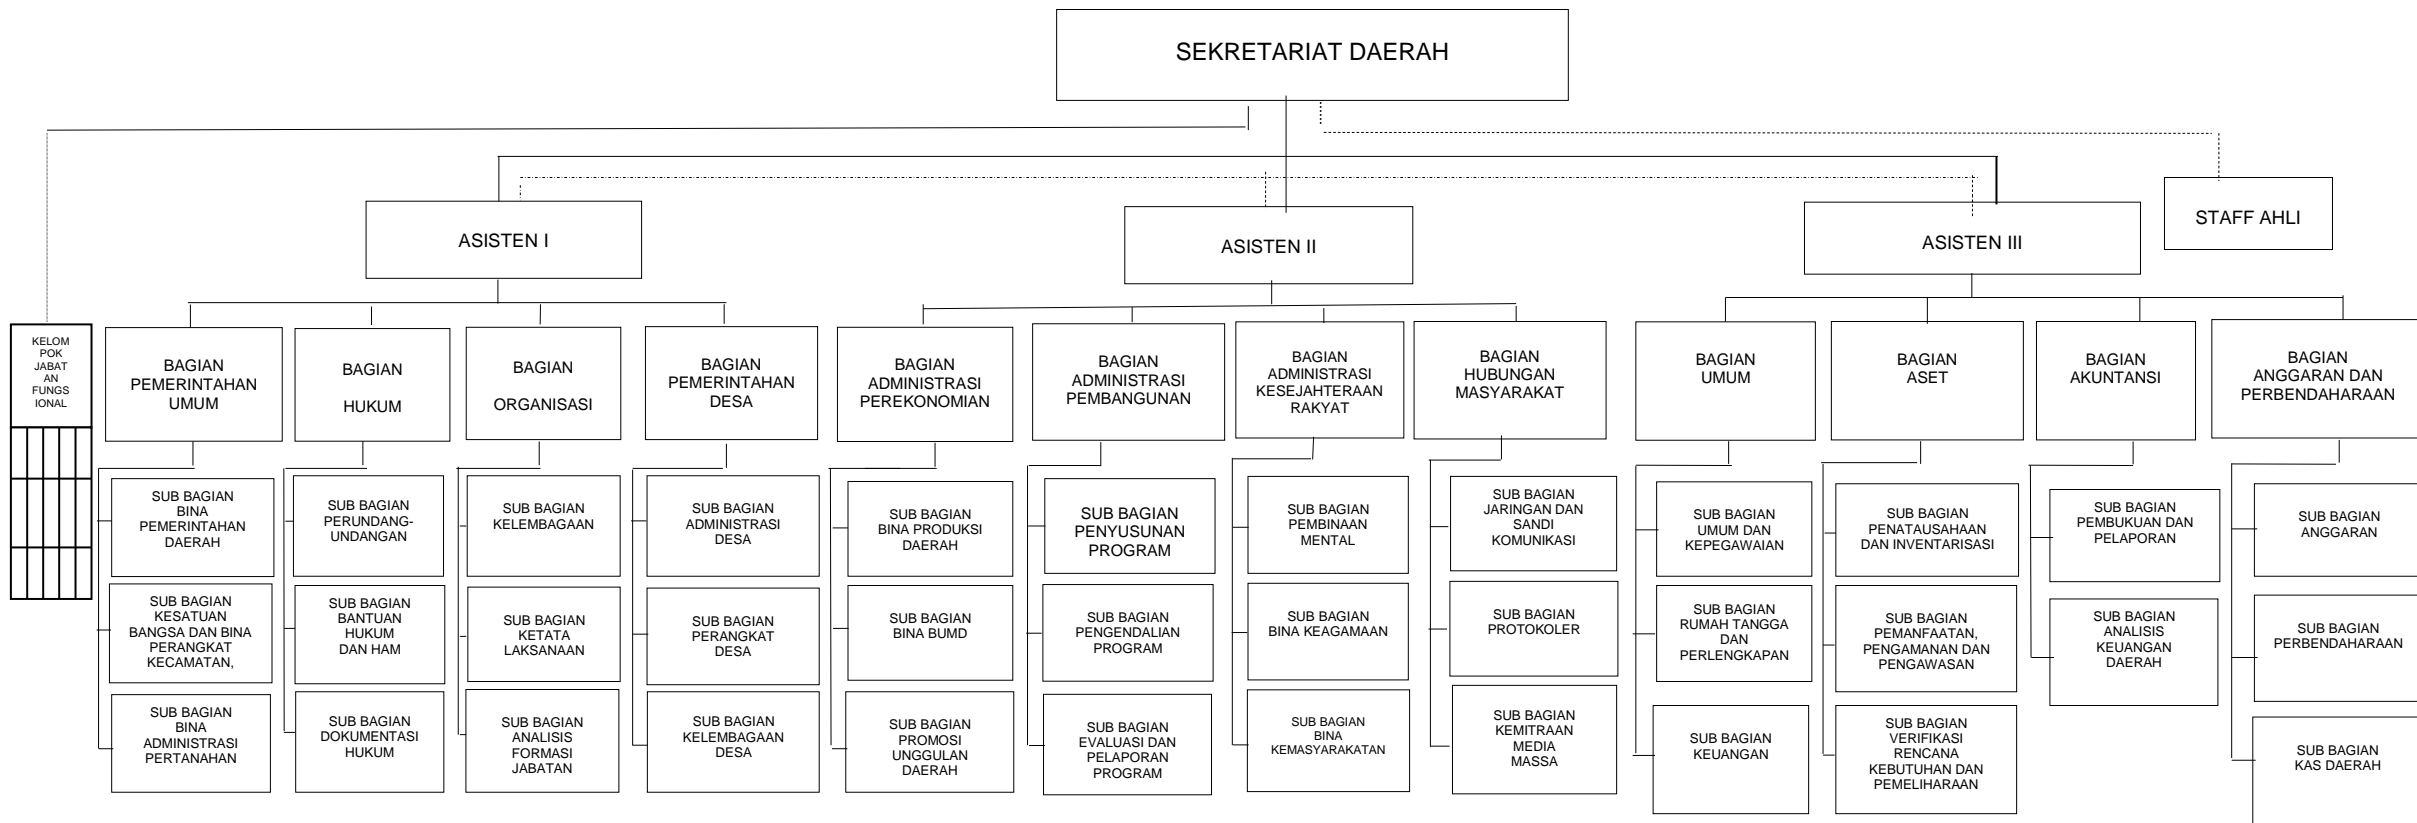 SEKRETARIAT DAERAH
STAFF AHLI
ASISTEN I
ASISTEN II
ASISTEN III
KELOM
POK
JABAT
AN
FUNGS
IONAL
BAGIAN
PEMERINTAHAN
UMUM
BAGIAN
HUKUM
BAGIAN
ORGANISASI
BAGIAN
PEMERINTAHAN
DESA
BAGIAN
ADMINISTRASI
PEREKONOMIAN
BAGIAN
ADMINISTRASI
PEMBANGUNAN
BAGIAN
ADMINISTRASI
KESEJAHTERAAN
RAKYAT
BAGIAN
HUBUNGAN
MASYARAKAT
BAGIAN
UMUM
BAGIAN
ASET
BAGIAN
AKUNTANSI
BAGIAN
ANGGARAN DAN
PERBENDAHARAAN
SUB BAGIAN
BINA
PEMERINTAHAN
DAERAH
SUB BAGIAN
PERUNDANG-
UNDANGAN
SUB BAGIAN
KELEMBAGAAN
SUB BAGIAN
ADMINISTRASI
DESA
SUB BAGIAN
BINA PRODUKSI
DAERAH
SUB BAGIAN
PENYUSUNAN
PROGRAM
SUB BAGIAN
PEMBINAAN
MENTAL
SUB BAGIAN
JARINGAN DAN
SANDI
KOMUNIKASI
SUB BAGIAN
UMUM DAN
KEPEGAWAIAN
SUB BAGIAN
PENATAUSAHAAN
DAN INVENTARISASI
SUB BAGIAN
PEMBUKUAN DAN
PELAPORAN
SUB BAGIAN
ANGGARAN
SUB BAGIAN
KESATUAN
BANGSA DAN BINA
PERANGKAT
KECAMATAN,
SUB BAGIAN
BANTUAN
HUKUM
DAN HAM
SUB BAGIAN
KETATA
LAKSANAAN
SUB BAGIAN
PERANGKAT
DESA
SUB BAGIAN
BINA BUMD
SUB BAGIAN
PENGENDALIAN
PROGRAM
SUB BAGIAN
BINA KEAGAMAAN
SUB BAGIAN
PROTOKOLER
SUB BAGIAN
RUMAH TANGGA
DAN
PERLENGKAPAN
SUB BAGIAN
PEMANFAATAN,
PENGAMANAN DAN
PENGAWASAN
SUB BAGIAN
ANALISIS
KEUANGAN
DAERAH
SUB BAGIAN
PERBENDAHARAAN
SUB BAGIAN
BINA
ADMINISTRASI
PERTANAHAN
SUB BAGIAN
DOKUMENTASI
HUKUM
SUB BAGIAN
ANALISIS
FORMASI
JABATAN
SUB BAGIAN
KELEMBAGAAN
DESA
SUB BAGIAN
PROMOSI
UNGGULAN
DAERAH
SUB BAGIAN
EVALUASI DAN
PELAPORAN
PROGRAM
SUB BAGIAN
BINA
KEMASYARAKATAN
SUB BAGIAN
KEMITRAAN
MEDIA
MASSA
SUB BAGIAN
KEUANGAN
SUB BAGIAN
VERIFIKASI
RENCANA
KEBUTUHAN DAN
PEMELIHARAAN
SUB BAGIAN
KAS DAERAH